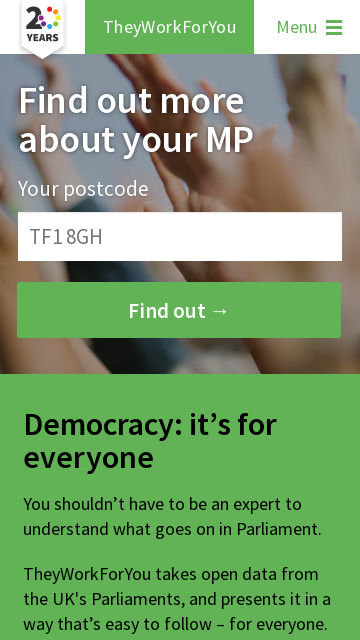 20 YEARS
TheyWorkForYou
Menu
Find out more
about your MP
Your postcode
TF1 8GH
Find out →
Democracy: it’s for
everyone
You shouldn’t have to be an expert to
understand what goes on in Parliament.
TheyWorkForYou takes open data from
the UK's Parliaments, and presents it in a
way that’s easy to follow – for everyone.